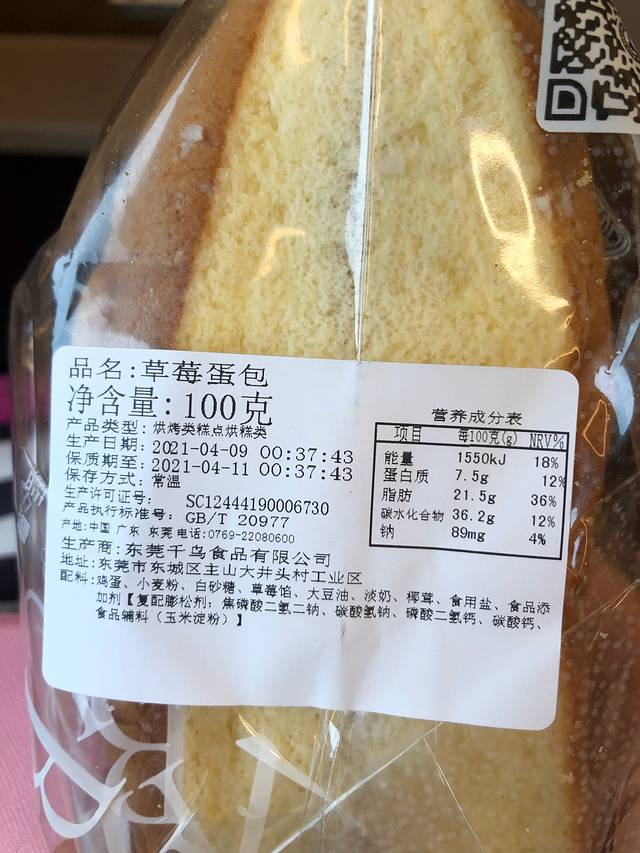 品名:草莓蛋包
净含量:100克
产品类型: 烘烤类糕点烘糕类
生产日期: 2021-04-09 00:37:43
保质期至: 2021-04-11 00:37:43
保存方式: 常温
生产许可证号: SC12444190006730
产品执行标准号: GB/T 20977
产地:中国 广东 东莞 电话:0769-22080600
生产商:东莞千鸟食品有限公司
地址:东莞市东城区主山大井头村工业区
配料:鸡蛋、小麦粉、白砂糖、草莓馅、大豆油、淡奶、椰茸、食用盐、食品添
加剂【复配膨松剂:焦磷酸二氢二钠、碳酸氢钠、磷酸二氢钙、碳酸钙、
食品辅料(玉米淀粉)】
营养成分表
项目 每100克(g) NRV%
能量 1550kJ 18%
蛋白质 7.5g 12%
脂肪 21.5g 36%
碳水化合物 36.2g 12%
钠 89mg 4%